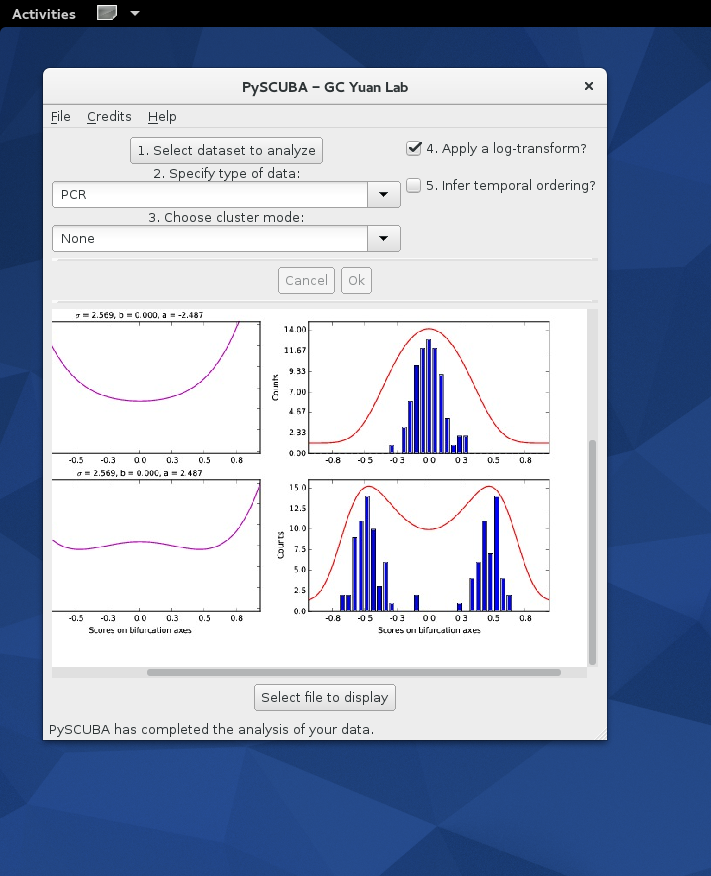 Activities
PySCUBA – GC Yuan Lab
File Credits Help
1. Select dataset to analyze
4. Apply a log-transform?
2. Specify type of data:
PCR
5. Infer temporal ordering?
3. Choose cluster mode:
None
Cancel Ok
σ = 2.569, b = 0.000, a = -2.487
14.00
11.67
9.33
7.00
4.67
2.33
0.00
Counts
-0.5 -0.3 0.0 0.3 0.5 0.8
-0.8 -0.5 -0.3 0.0 0.3 0.5 0.8
σ = 2.569, b = 0.000, a = 2.487
15.0
12.5
10.0
7.5
5.0
2.5
0.0
Counts
-0.5 -0.3 0.0 0.3 0.5 0.8
-0.8 -0.5 -0.3 0.0 0.3 0.5 0.8
Scores on bifurcation axes
Scores on bifurcation axes
Select file to display
PySCUBA has completed the analysis of your data.